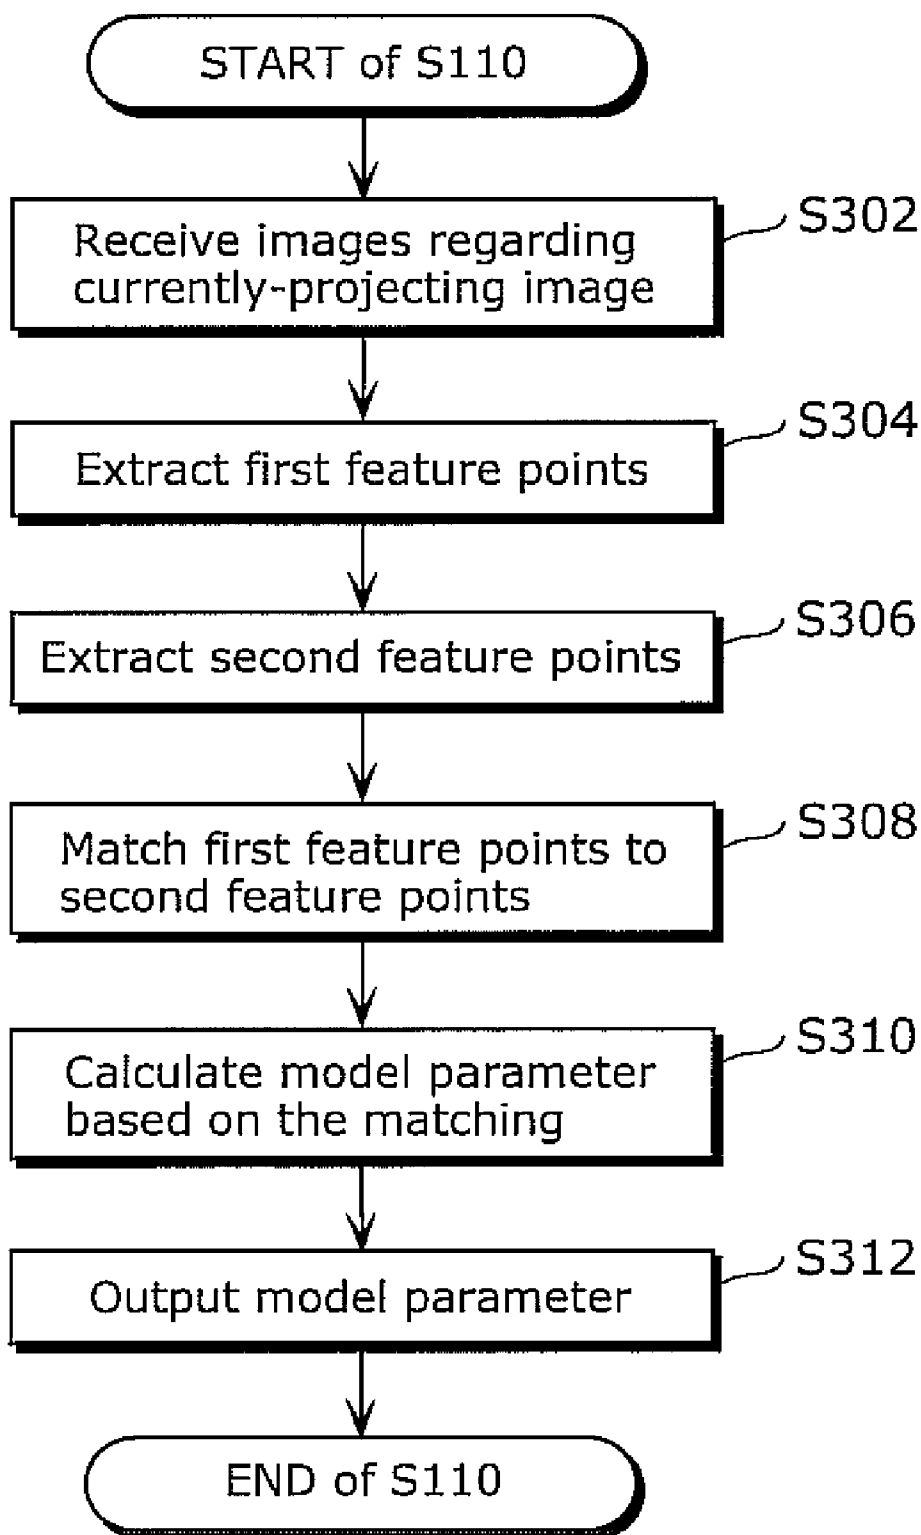 START of S110
S302
Receive images regarding
currently-projecting image
S304
Extract first feature points
S306
Extract second feature points
S308
Match first feature points to
second feature points
S310
Calculate model parameter
based on the matching
S312
Output model parameter
END of S110